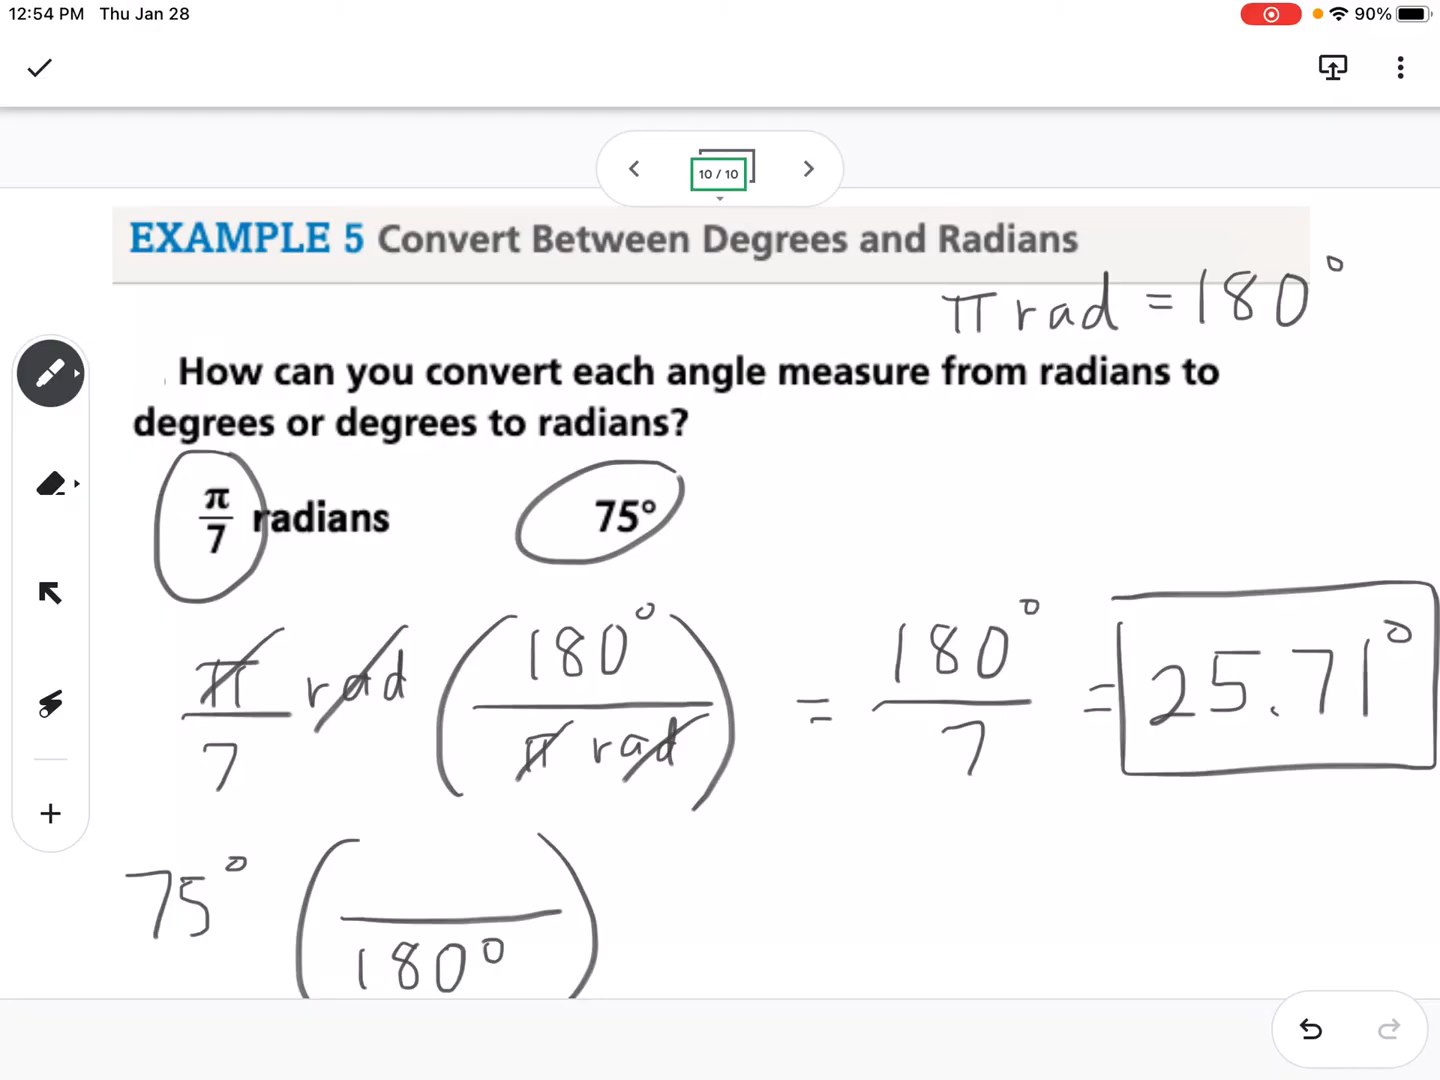 12:54 PM Thu Jan 28
90%
10 / 10
EXAMPLE 5 Convert Between Degrees and Radians
π rad = 180°
How can you convert each angle measure from radians to
degrees or degrees to radians?
π/7 radians 75°
π/7 rad (180°/π rad) = 180°/7 = 25.71°
75° ( /180°)